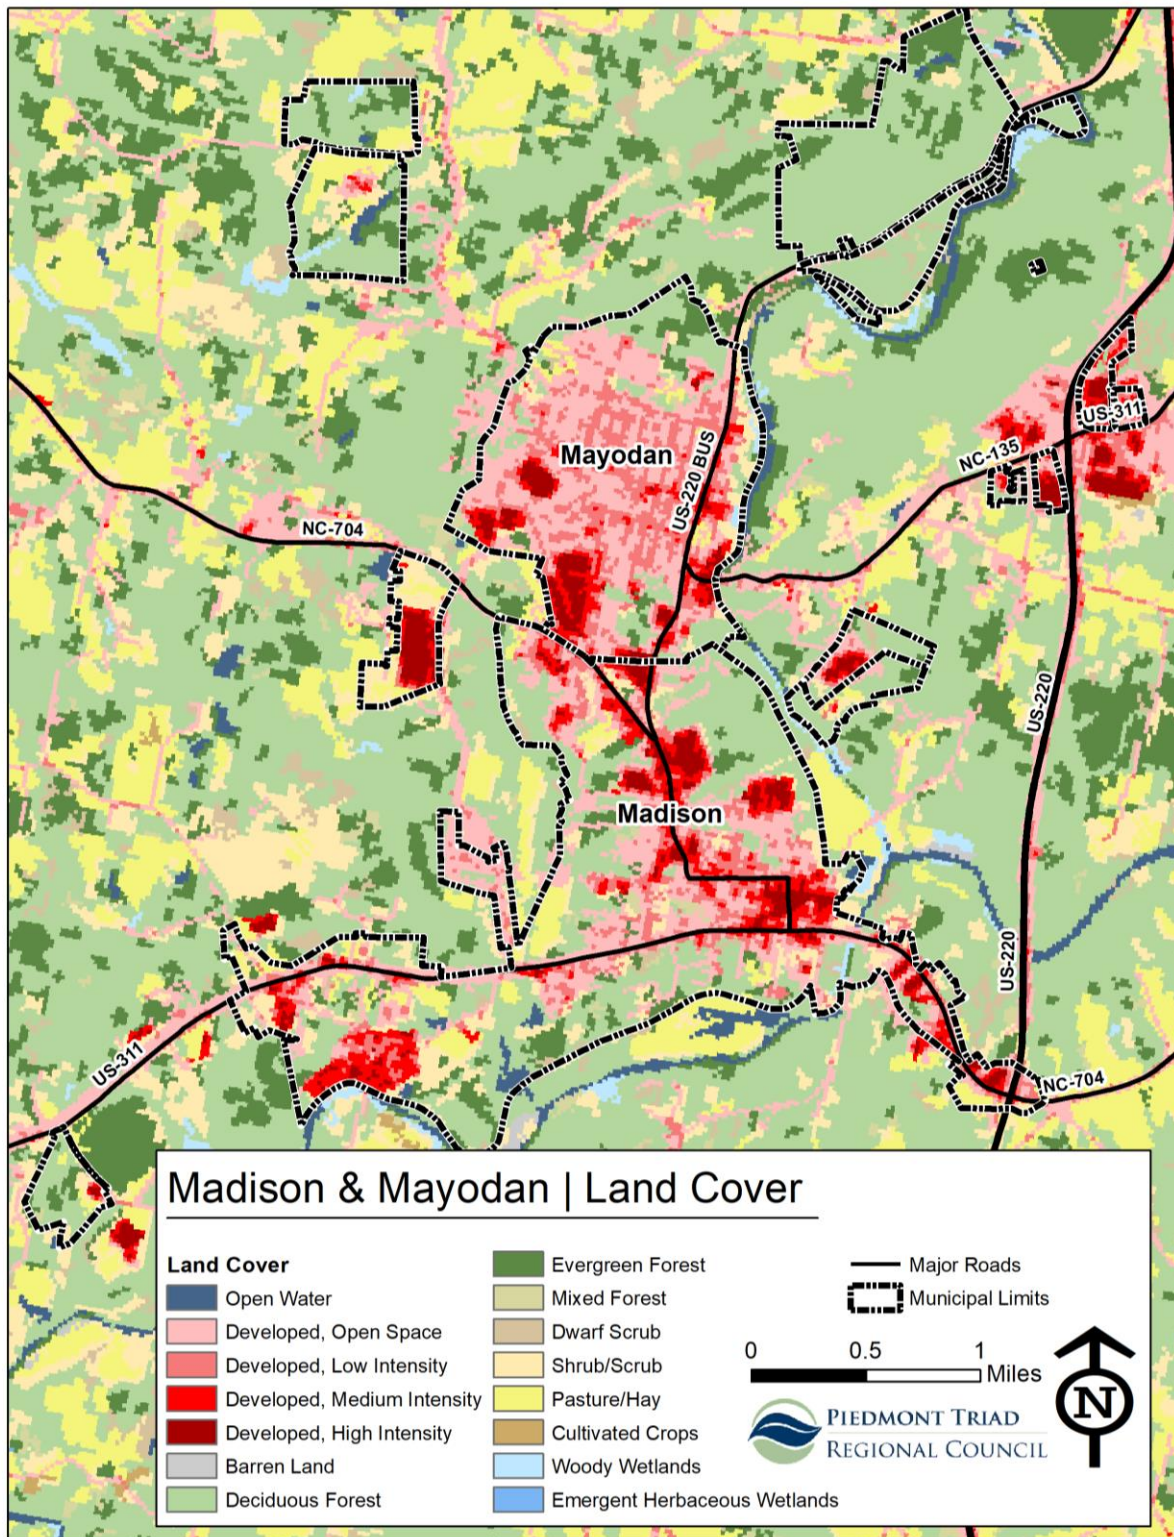 Mayodan
US-220 BUS
US-311
NC-135
NC-704
US-220
Madison
US-220
US-311
NC-704
Madison & Mayodan | Land Cover
Land Cover
Open Water
Developed, Open Space
Developed, Low Intensity
Developed, Medium Intensity
Developed, High Intensity
Barren Land
Deciduous Forest
Evergreen Forest
Mixed Forest
Dwarf Scrub
Shrub/Scrub
Pasture/Hay
Cultivated Crops
Woody Wetlands
Emergent Herbaceous Wetlands
Major Roads
Municipal Limits
0 0.5 1
Miles
PIEDMONT TRIAD
REGIONAL COUNCIL
N